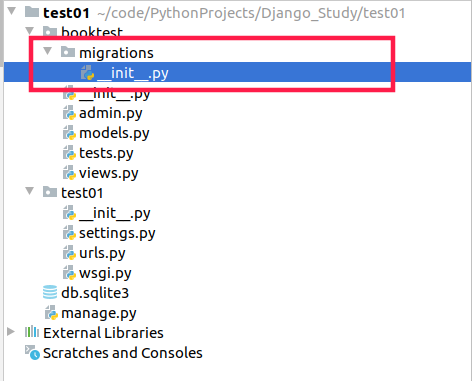 test01 ~/code/PythonProjects/Django_Study/test01
booktest
migrations
__init__.py
__init__.py
admin.py
models.py
tests.py
views.py
test01
__init__.py
settings.py
urls.py
wsgi.py
db.sqlite3
manage.py
External Libraries
Scratches and Consoles